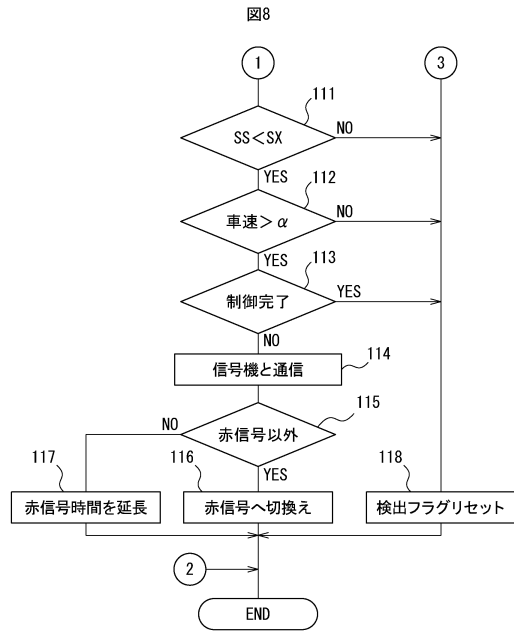 図8
1
3
111
SS<SX
NO
YES
112
車速>α
NO
YES
113
制御完了
YES
NO
114
信号機と通信
115
赤信号以外
NO
YES
117
116
118
赤信号時間を延長
赤信号へ切換え
検出フラグリセット
2
END